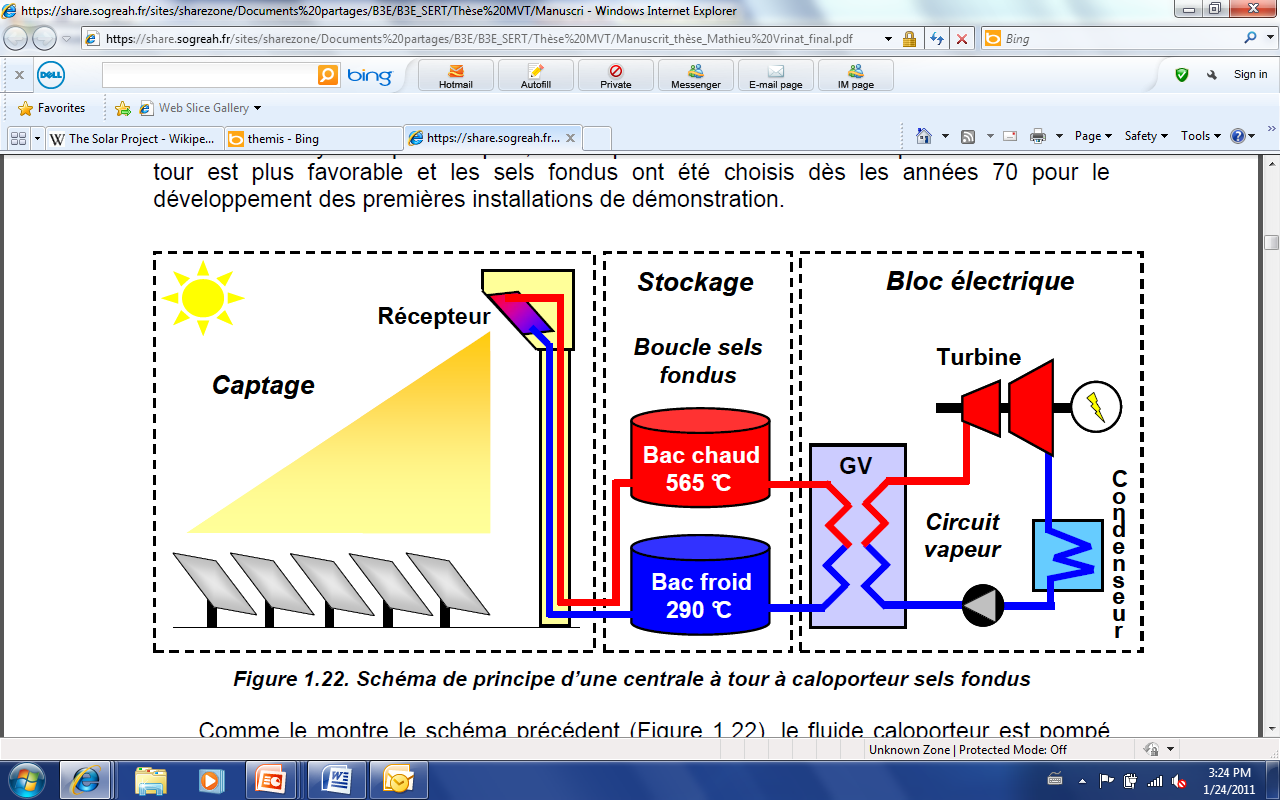 https://share.sogreah.fr/sites/sharezone/Documents%20partages/B3E/B3E_SERT/Thèse%20MVT/Manuscri - Windows Internet Explorer
https://share.sogreah.fr/sites/sharezone/Documents%20partages/B3E/B3E_SERT/Thèse%20MVT/Manuscrit_thèse_Mathieu%20Vrinat_final.pdf
Bing
DELL
bing
Hotmail
Autofill
Private
Messenger
E-mail page
IM page
Sign in
Favorites
Web Slice Gallery
The Solar Project - Wikipe...
themis - Bing
https://share.sogreah.fr...
Page
Safety
Tools
tour est plus favorable et les sels fondus ont été choisis dès les années 70 pour le
développement des premières installations de démonstration.
Récepteur
Captage
Stockage
Boucle sels
fondus
Bac chaud
565 °C
Bac froid
290 °C
Bloc électrique
Turbine
GV
Circuit
vapeur
Condenseur
Figure 1.22. Schéma de principe d'une centrale à tour à caloporteur sels fondus
Comme le montre le schéma précédent (Figure 1.22), le fluide caloporteur est pompé
Unknown Zone | Protected Mode: Off
3:24 PM
1/24/2011